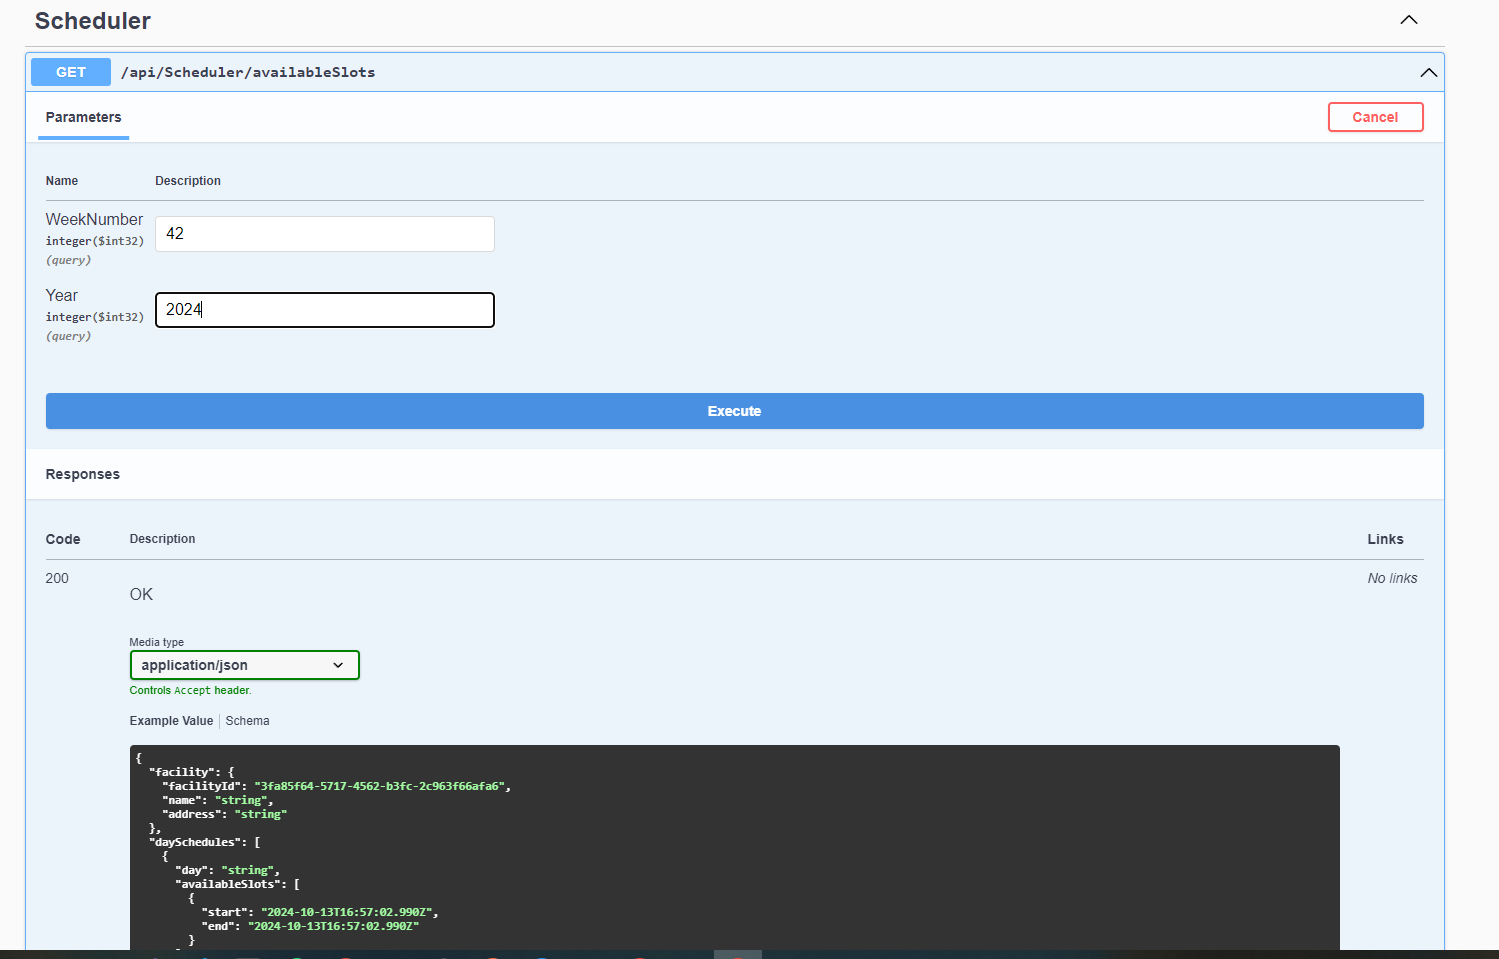 Scheduler
GET /api/Scheduler/availableSlots
Parameters Cancel
Name Description
WeekNumber
integer($int32)
(query)
42
Year
integer($int32)
(query)
2024
Execute
Responses
Code Description Links
200 No links
OK
Media type
application/json
Controls Accept header.
Example Value Schema
{
"facility": {
"facilityId": "3fa85f64-5717-4562-b3fc-2c963f66afa6",
"name": "string",
"address": "string"
},
"daySchedules": [
{
"day": "string",
"availableSlots": [
{
"start": "2024-10-13T16:57:02.990Z",
"end": "2024-10-13T16:57:02.990Z"
}